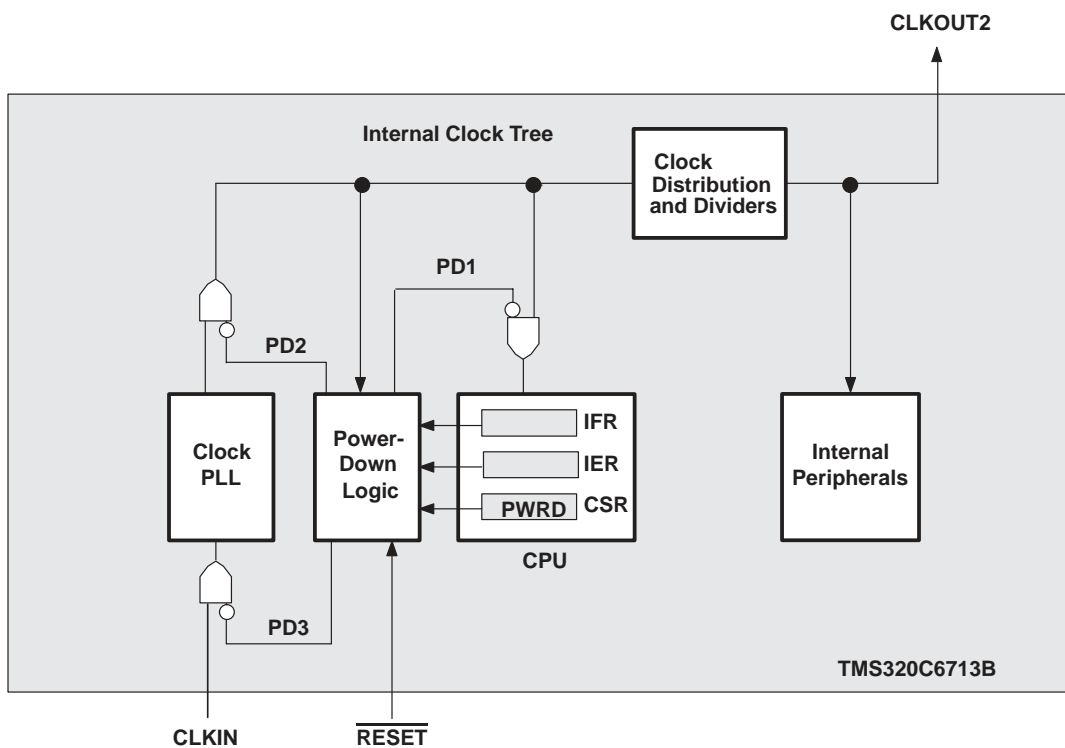 CLKOUT2
Internal Clock Tree
Clock
Distribution
and Dividers
PD1
PD2
Clock
PLL
Power-
Down
Logic
IFR
IER
PWRD
CSR
CPU
Internal
Peripherals
PD3
TMS320C6713B
CLKIN
RESET